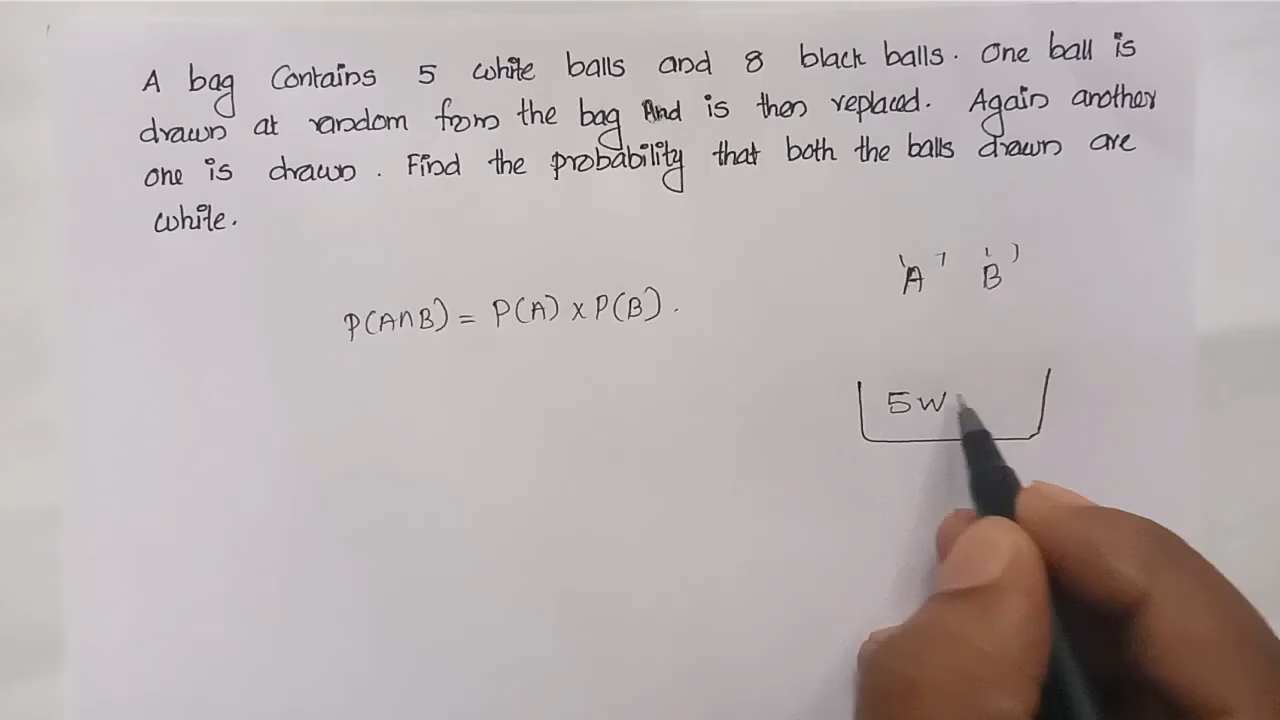 A bag Contains 5 white balls and 8 black balls. One ball is
drawn at random from the bag And is then replaced. Again another
one is drawn. Find the probability that both the balls drawn are
white.
'A' 'B'
P(A∩B) = P(A) x P(B).
5W